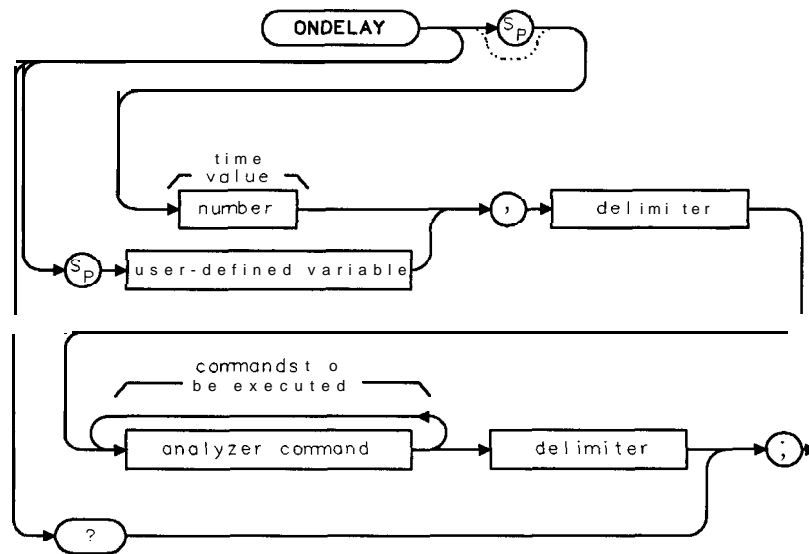 ONDELAY
SP
time
value
number
,
delimiter
SP
user-defined variable
commandst o
be executed
analyzer command
delimiter
;
?